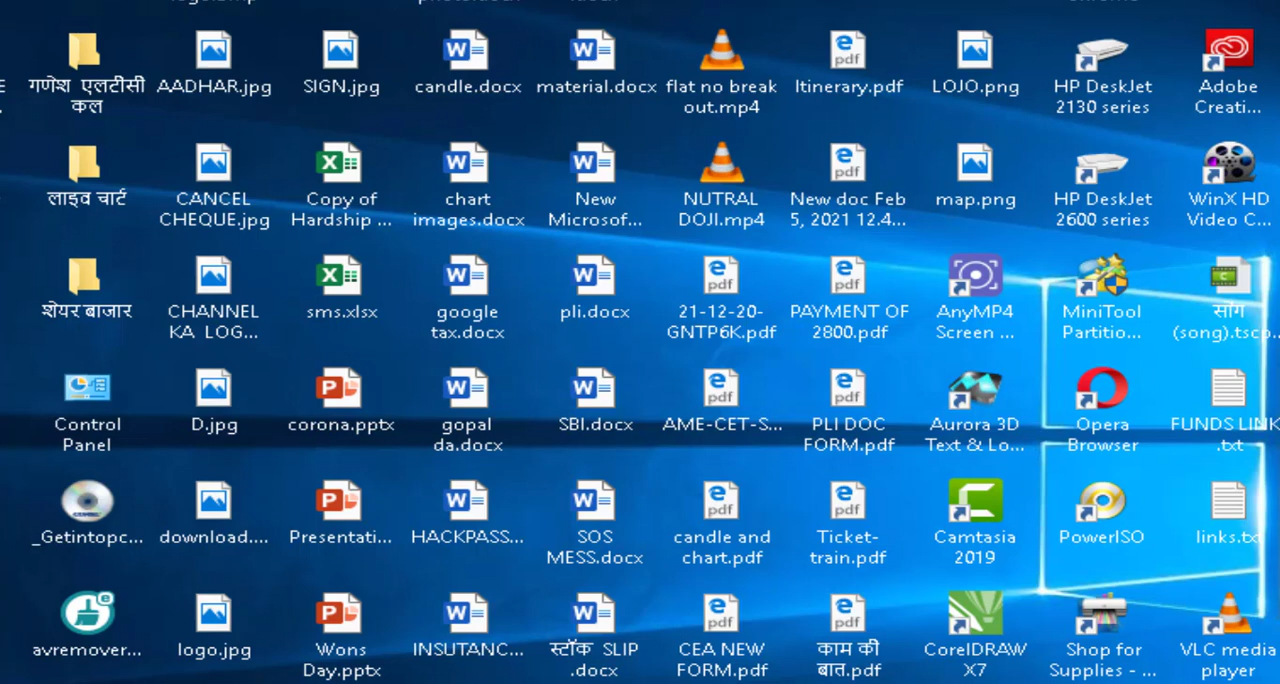 गणेश एलटीसी
कल
AADHAR.jpg
SIGN.jpg
candle.docx
material.docx
flat no break
out.mp4
Itinerary.pdf
LOJO.png
HP DeskJet
2130 series
Adobe
Creati...
लाइव चार्ट
CANCEL
CHEQUE.jpg
Copy of
Hardship ...
chart
images.docx
New
Microsof...
NUTRAL
DOJI.mp4
New doc Feb
5, 2021 12.4...
map.png
HP DeskJet
2600 series
WinX HD
Video C...
शेयर बाजार
CHANNEL
KA LOG...
sms.xlsx
google
tax.docx
pli.docx
21-12-20-
GNTP6K.pdf
PAYMENT OF
2800.pdf
AnyMP4
Screen ...
MiniTool
Partitio...
सोंग
(song).tscp...
Control
Panel
D.jpg
corona.pptx
gopal
da.docx
SBI.docx
AME-CET-S...
PLI DOC
FORM.pdf
Aurora 3D
Text & Lo...
Opera
Browser
FUNDS LINK
.txt
_Getintopc...
download....
Presentati...
HACKPASS...
SOS
MESS.docx
candle and
chart.pdf
Ticket-
train.pdf
Camtasia
2019
PowerISO
links.txt
avremover...
logo.jpg
Wons
Day.pptx
INSUTANC...
स्टॉक SLIP
.docx
CEA NEW
FORM.pdf
काम की
बात.pdf
CorelDRAW
X7
Shop for
Supplies - ...
VLC media
player